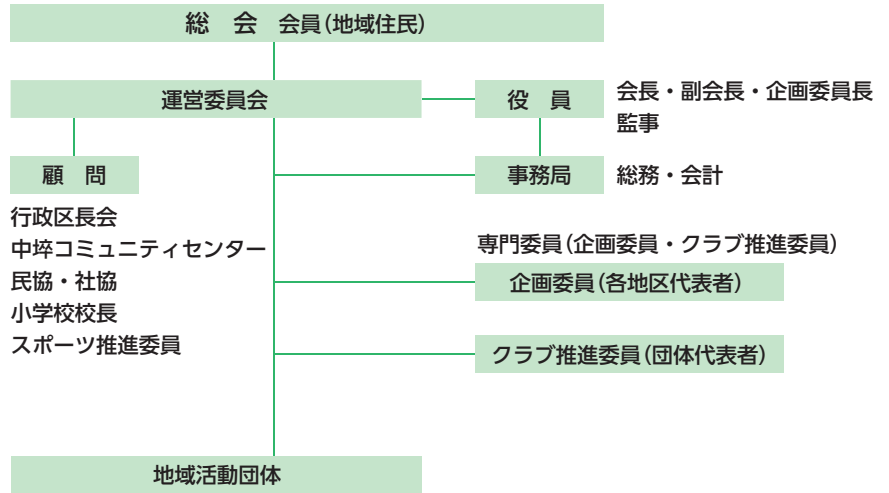 総　会　会員(地域住民)
運営委員会
役　員
会長・副会長・企画委員長
監事
顧　問
事務局
総務・会計
行政区長会
中埣コミュニティセンター
民協・社協
小学校校長
スポーツ推進委員
専門委員(企画委員・クラブ推進委員)
企画委員(各地区代表者)
クラブ推進委員(団体代表者)
地域活動団体